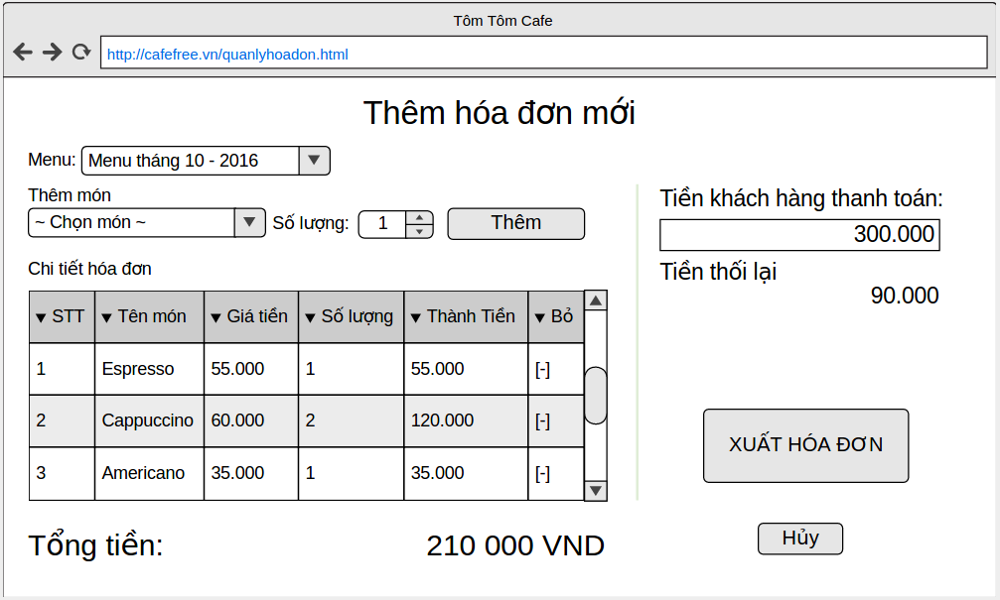 Tôm Tôm Cafe
http://cafefree.vn/quanlyhoadon.html
Thêm hóa đơn mới
Menu: Menu tháng 10 - 2016
Thêm món
~ Chọn món ~ Số lượng: 1 Thêm
Chi tiết hóa đơn
STT Tên món Giá tiền Số lượng Thành Tiền Bỏ
1 Espresso 55.000 1 55.000 [-]
2 Cappuccino 60.000 2 120.000 [-]
3 Americano 35.000 1 35.000 [-]
Tổng tiền: 210 000 VND
Tiền khách hàng thanh toán:
300.000
Tiền thối lại
90.000
XUẤT HÓA ĐƠN
Hủy